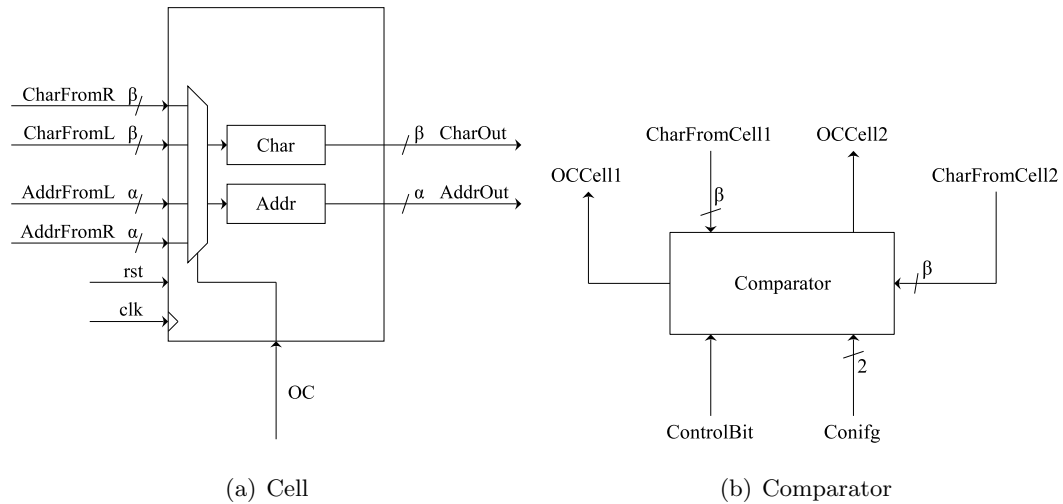 CharFromR β
CharFromL β
Char
β CharOut
AddrFromL α
Addr
α AddrOut
AddrFromR α
rst
clk
OC
(a) Cell
CharFromCell1
OCCell2
OCCell1
CharFromCell2
β
Comparator
β
2
ControlBit
Conifg
(b) Comparator